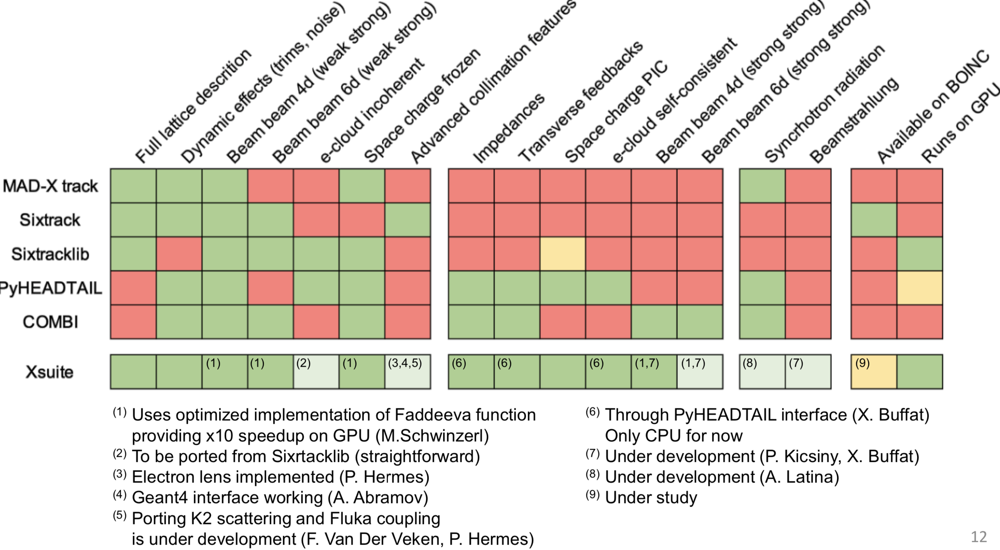 Full lattice descrition
Dynamic effects (trims, noise)
Beam beam 4d (weak strong)
Beam beam 6d (weak strong)
e-cloud incoherent
Space charge frozen
Advanced collimation features
Impedances
Transverse feedbacks
Space charge PIC
e-cloud self-consistent
Beam beam 4d (strong strong)
Beam beam 6d (strong strong)
Syncrhotron radiation
Beamstrahlung
Available on BOINC
Runs on GPU
MAD-X track
Sixtrack
Sixtracklib
PyHEADTAIL
COMBI
Xsuite (1) (1) (2) (1) (3,4,5) (6) (6) (6) (1,7) (1,7) (8) (7) (9)
(1) Uses optimized implementation of Faddeeva function
providing x10 speedup on GPU (M.Schwinzerl)
(2) To be ported from Sixrtacklib (straightforward)
(3) Electron lens implemented (P. Hermes)
(4) Geant4 interface working (A. Abramov)
(5) Porting K2 scattering and Fluka coupling
is under development (F. Van Der Veken, P. Hermes)
(6) Through PyHEADTAIL interface (X. Buffat)
Only CPU for now
(7) Under development (P. Kicsiny, X. Buffat)
(8) Under development (A. Latina)
(9) Under study
12